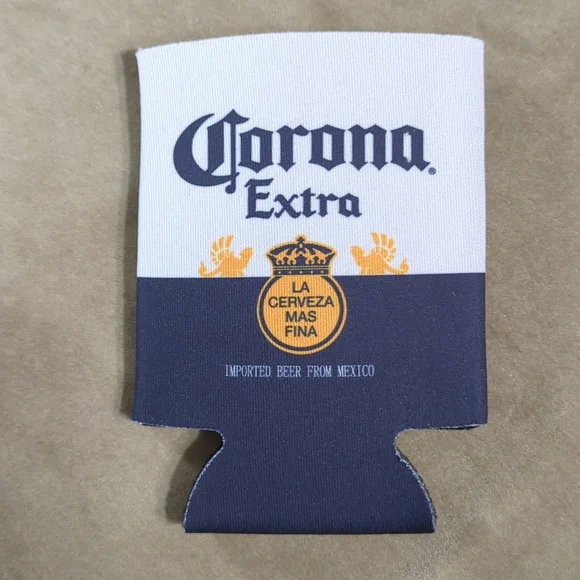 Corona®
Extra
LA
CERVEZA
MAS
FINA
IMPORTED BEER FROM MEXICO